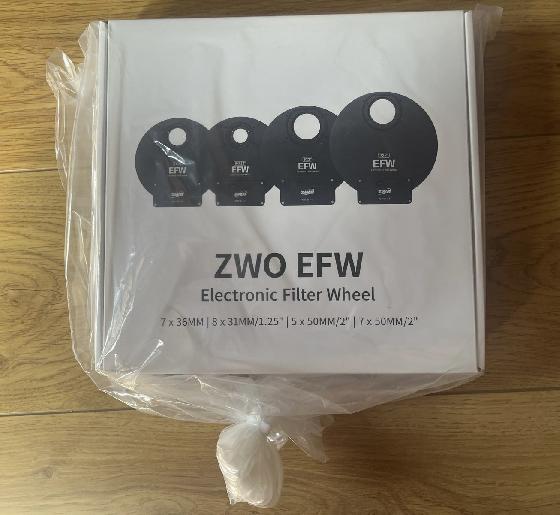 EFW
EFW
EFW
EFW
ZWO EFW
Electronic Filter Wheel
7 x 36MM | 8 x 31MM/1.25" | 5 x 50MM/2" | 7 x 50MM/2"